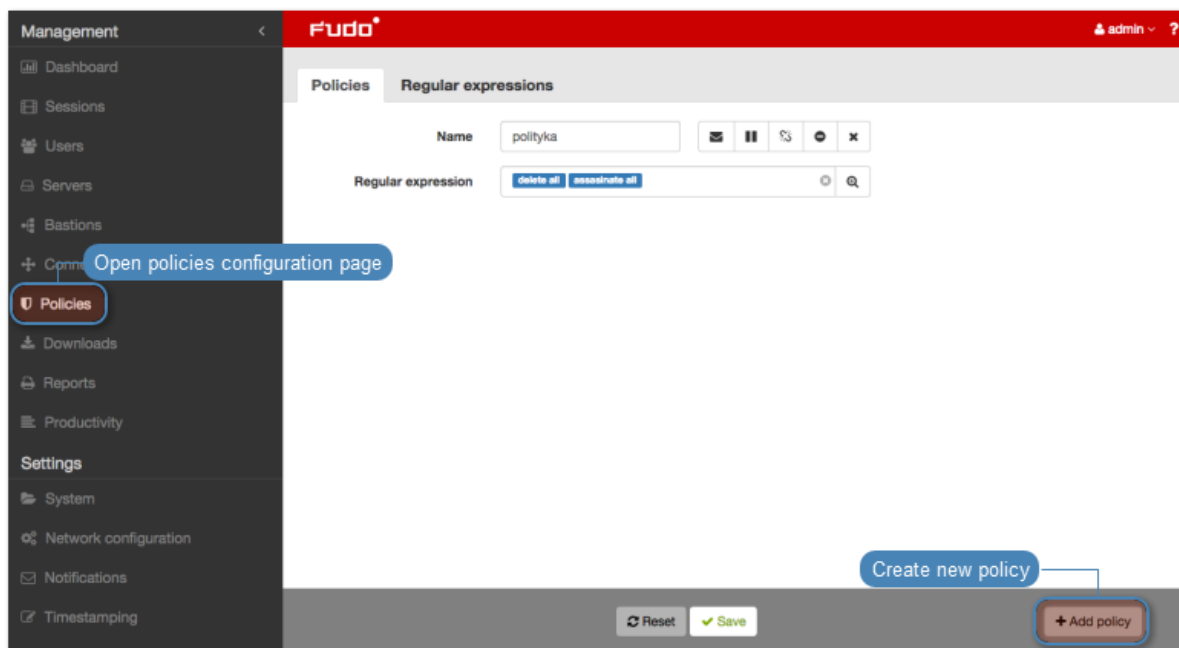 Management
FUDO
admin
?
Dashboard
Sessions
Users
Servers
Bastions
Conne
Open policies configuration page
Policies
Downloads
Reports
Productivity
Settings
System
Network configuration
Notifications
Timestamping
Policies
Regular expressions
Name
polityka
Regular expression
delete all
assasinate all
Create new policy
Reset
Save
+ Add policy